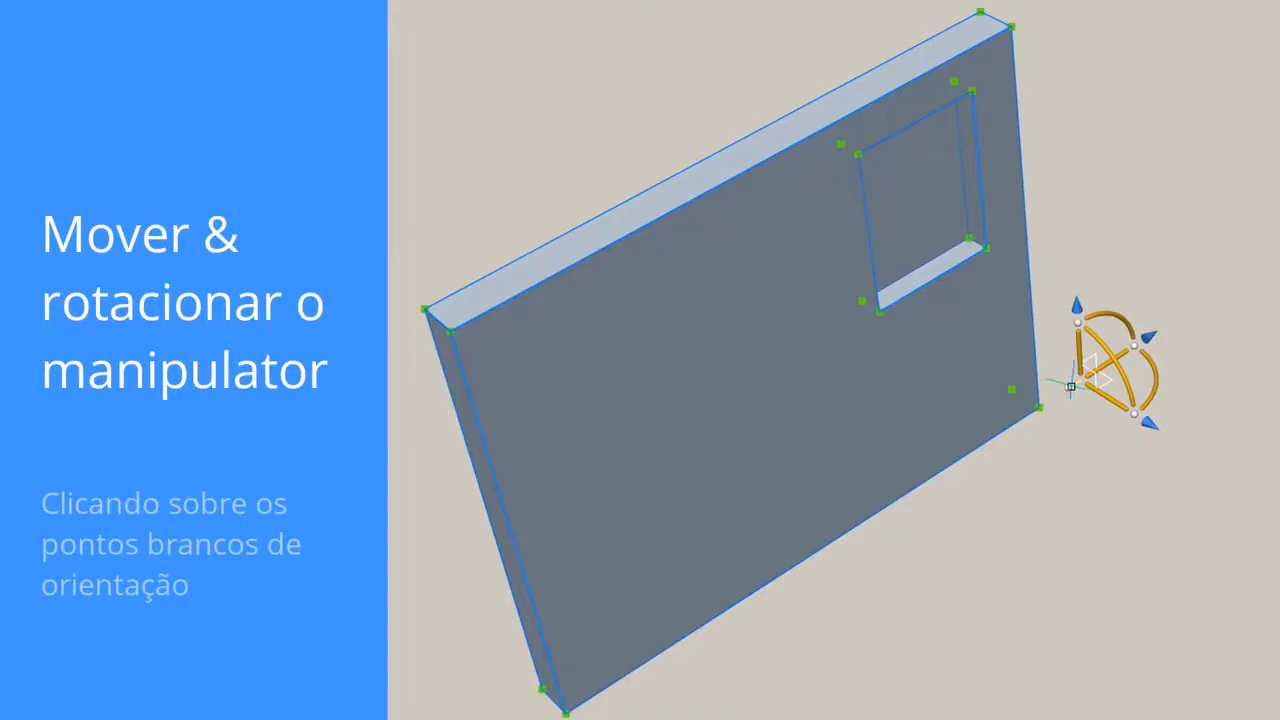 Mover &
rotacionar o
manipulator
Clicando sobre os
pontos brancos de
orientação